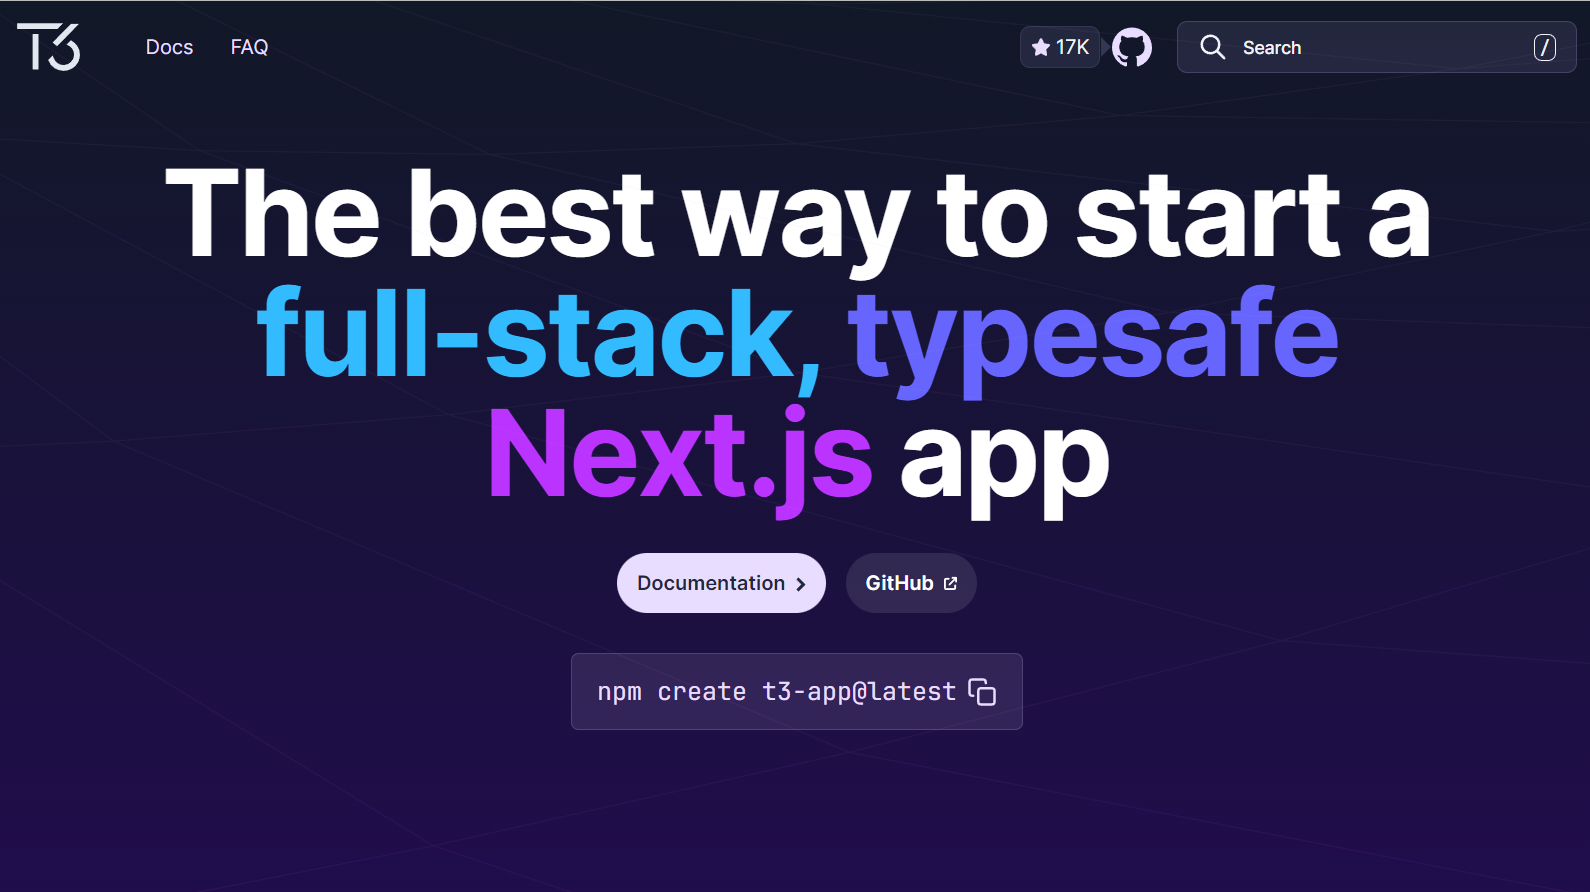 T3
Docs
FAQ
17K
Search
/
The best way to start a
full-stack, typesafe
Next.js app
Documentation
GitHub
npm create t3-app@latest